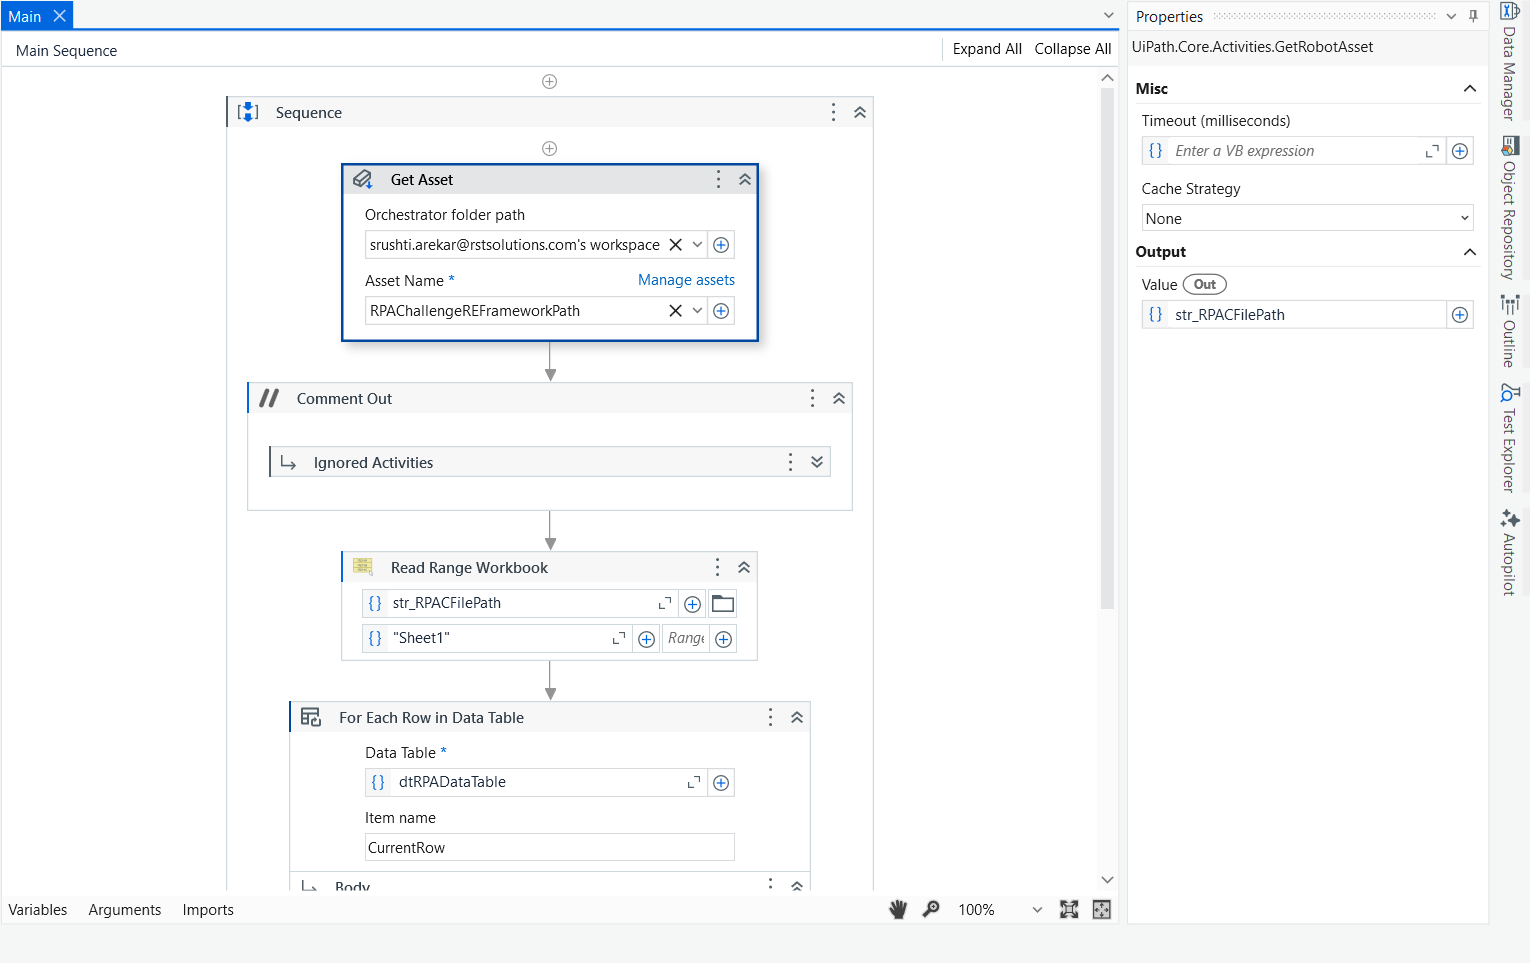 Main
Main Sequence
Expand All
Collapse All
Sequence
Get Asset
Orchestrator folder path
srushti.arekar@rstsolutions.com's workspace
Asset Name *
Manage assets
RPAChallengeREFrameworkPath
Comment Out
Ignored Activities
Read Range Workbook
{} str_RPACFilePath
{} "Sheet1"
Range
For Each Row in Data Table
Data Table *
{} dtRPADataTable
Item name
CurrentRow
Body
Variables
Arguments
Imports
100%
Properties
UiPath.Core.Activities.GetRobotAsset
Misc
Timeout (milliseconds)
{} Enter a VB expression
Cache Strategy
None
Output
Value Out
{} str_RPACFilePath
Data Manager
Object Repository
Outline
Test Explorer
Autopilot